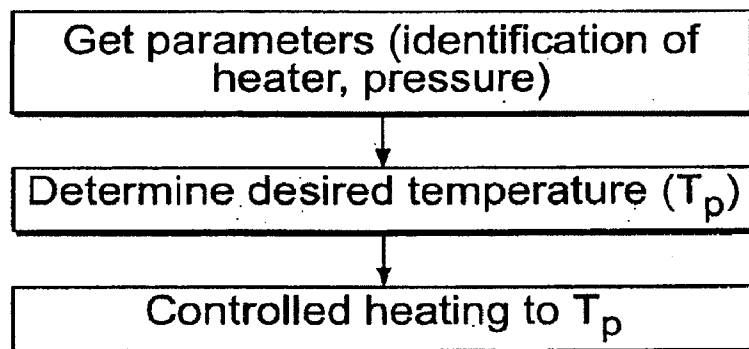 Get parameters (identification of
heater, pressure)
Determine desired temperature (Tp)
Controlled heating to Tp